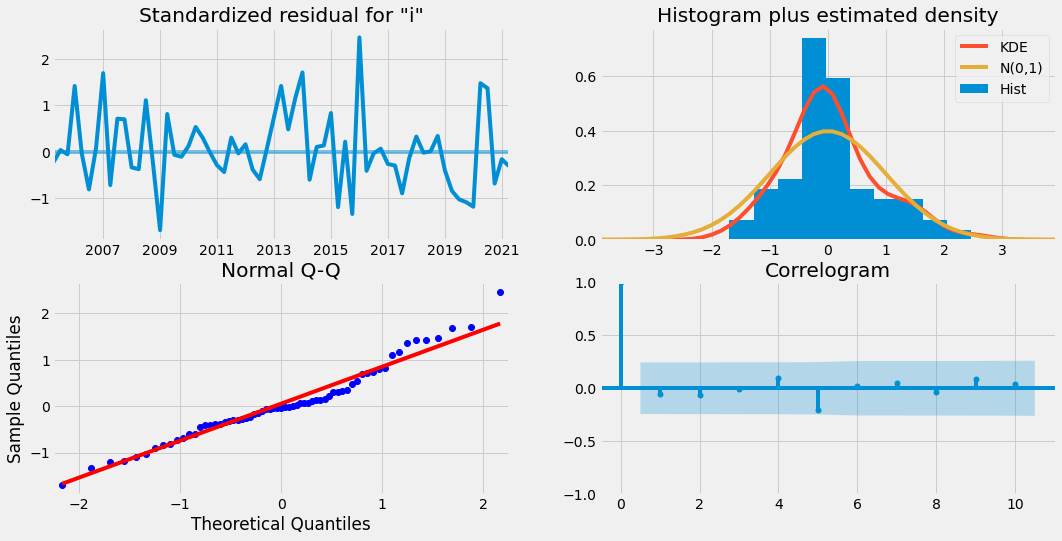 Standardized residual for "i"
2
1
0
−1
2007 2009 2011 2013 2015 2017 2019 2021
Histogram plus estimated density
KDE
N(0,1)
Hist
0.6
0.4
0.2
0.0
−3 −2 −1 0 1 2 3
Normal Q-Q
Sample Quantiles
2
1
0
−1
−2 −1 0 1 2
Theoretical Quantiles
Correlogram
1.0
0.5
0.0
−0.5
−1.0
0 2 4 6 8 10